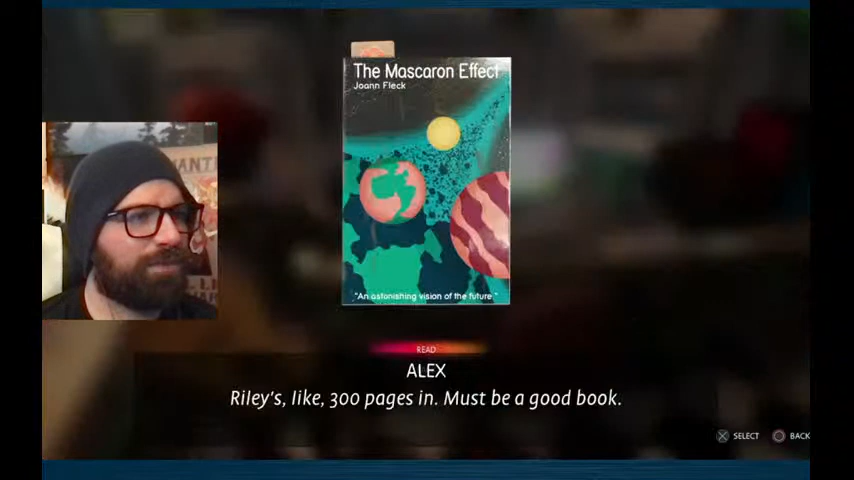 The Mascaron Effect
Joann Fleck
"An astonishing vision of the future."
READ
ALEX
Riley's, like, 300 pages in. Must be a good book.
SELECT
BACK